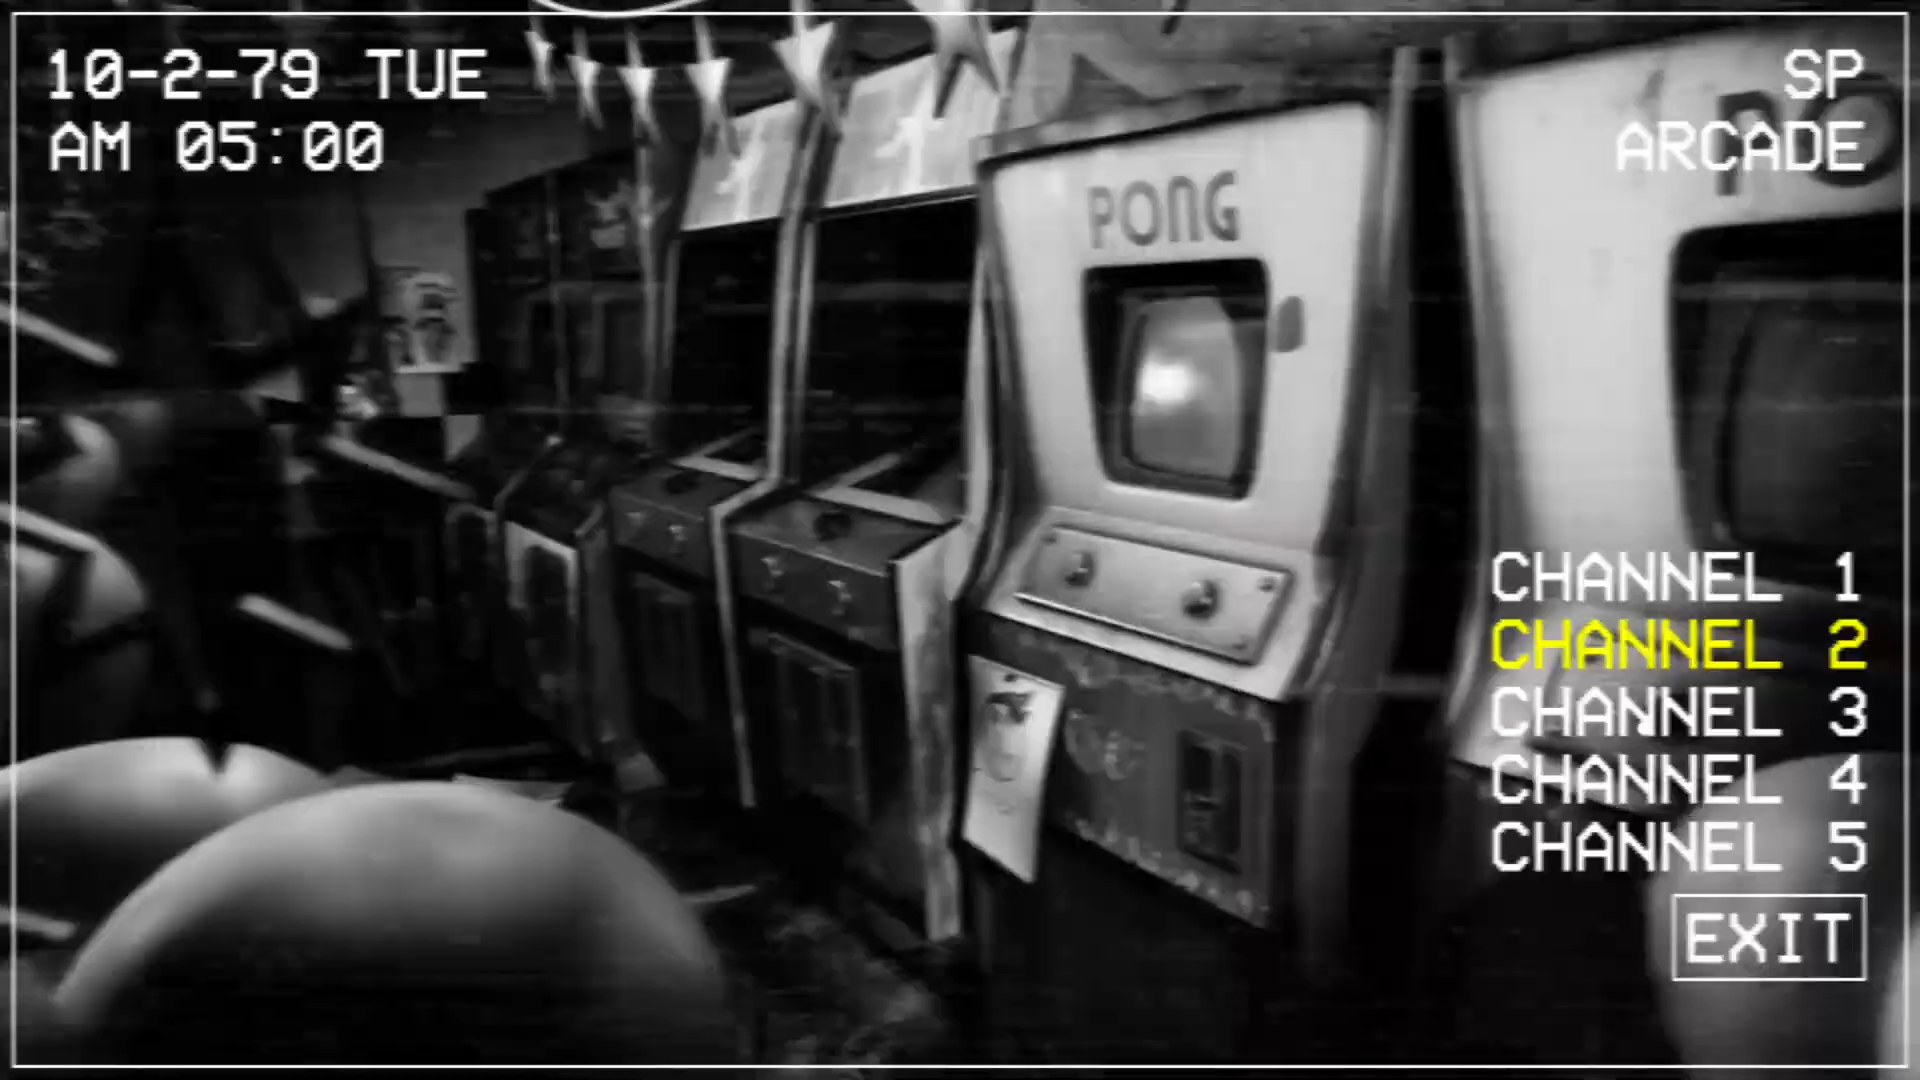 10-2-79 TUE
AM 05:00
SP
ARCADE
PONG
PO
CHANNEL 1
CHANNEL 2
CHANNEL 3
CHANNEL 4
CHANNEL 5
EXIT